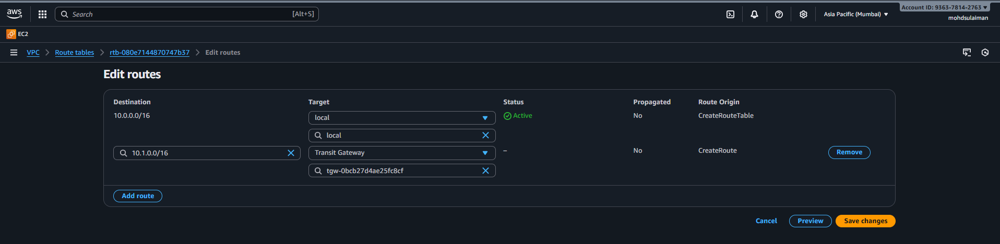 aws
Search [Alt+S]
Asia Pacific (Mumbai)
Account ID: 9363-7814-2763
mohdsulaiman
EC2
VPC > Route tables > rtb-080e7144870747b37 > Edit routes
Edit routes
Destination Target Status Propagated Route Origin
10.0.0.0/16 local Active No CreateRouteTable
local
10.1.0.0/16 Transit Gateway – No CreateRoute Remove
tgw-0bcb27d4ae25fc8cf
Add route
Cancel Preview Save changes